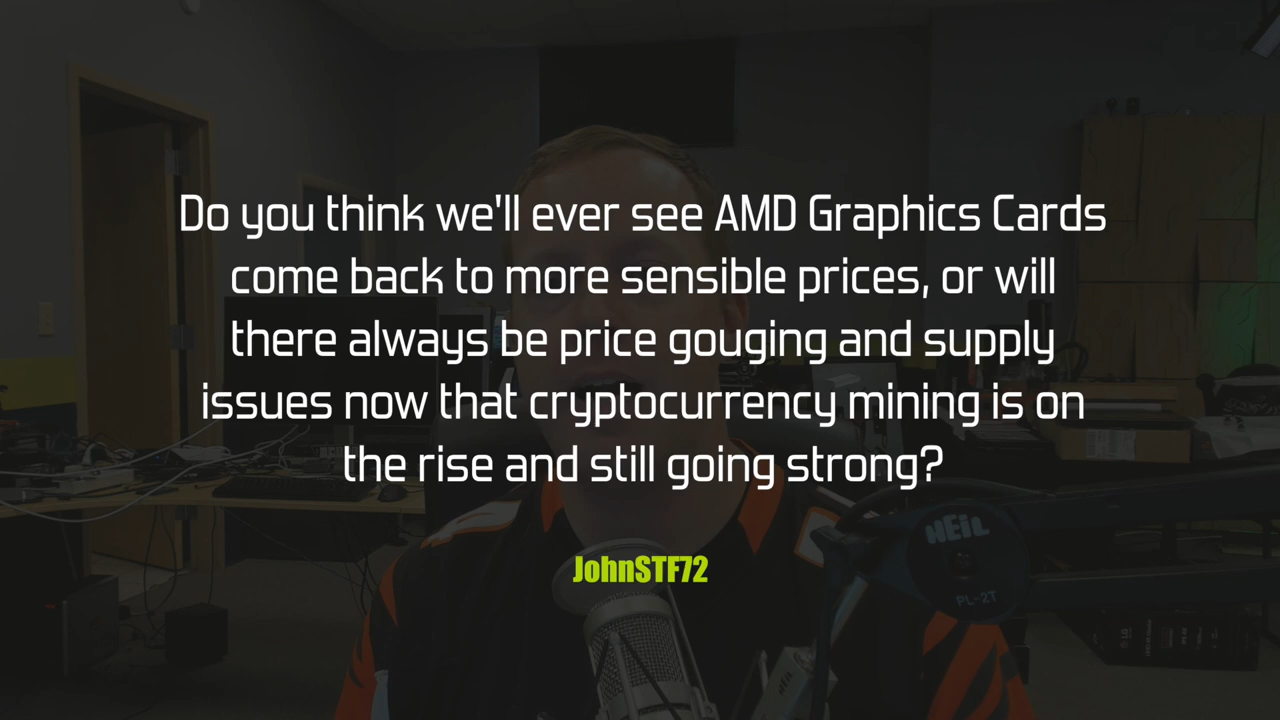 Do you think we'll ever see AMD Graphics Cards
come back to more sensible prices, or will
there always be price gouging and supply
issues now that cryptocurrency mining is on
the rise and still going strong?
HEiL
PL-2T
JohnSTF72